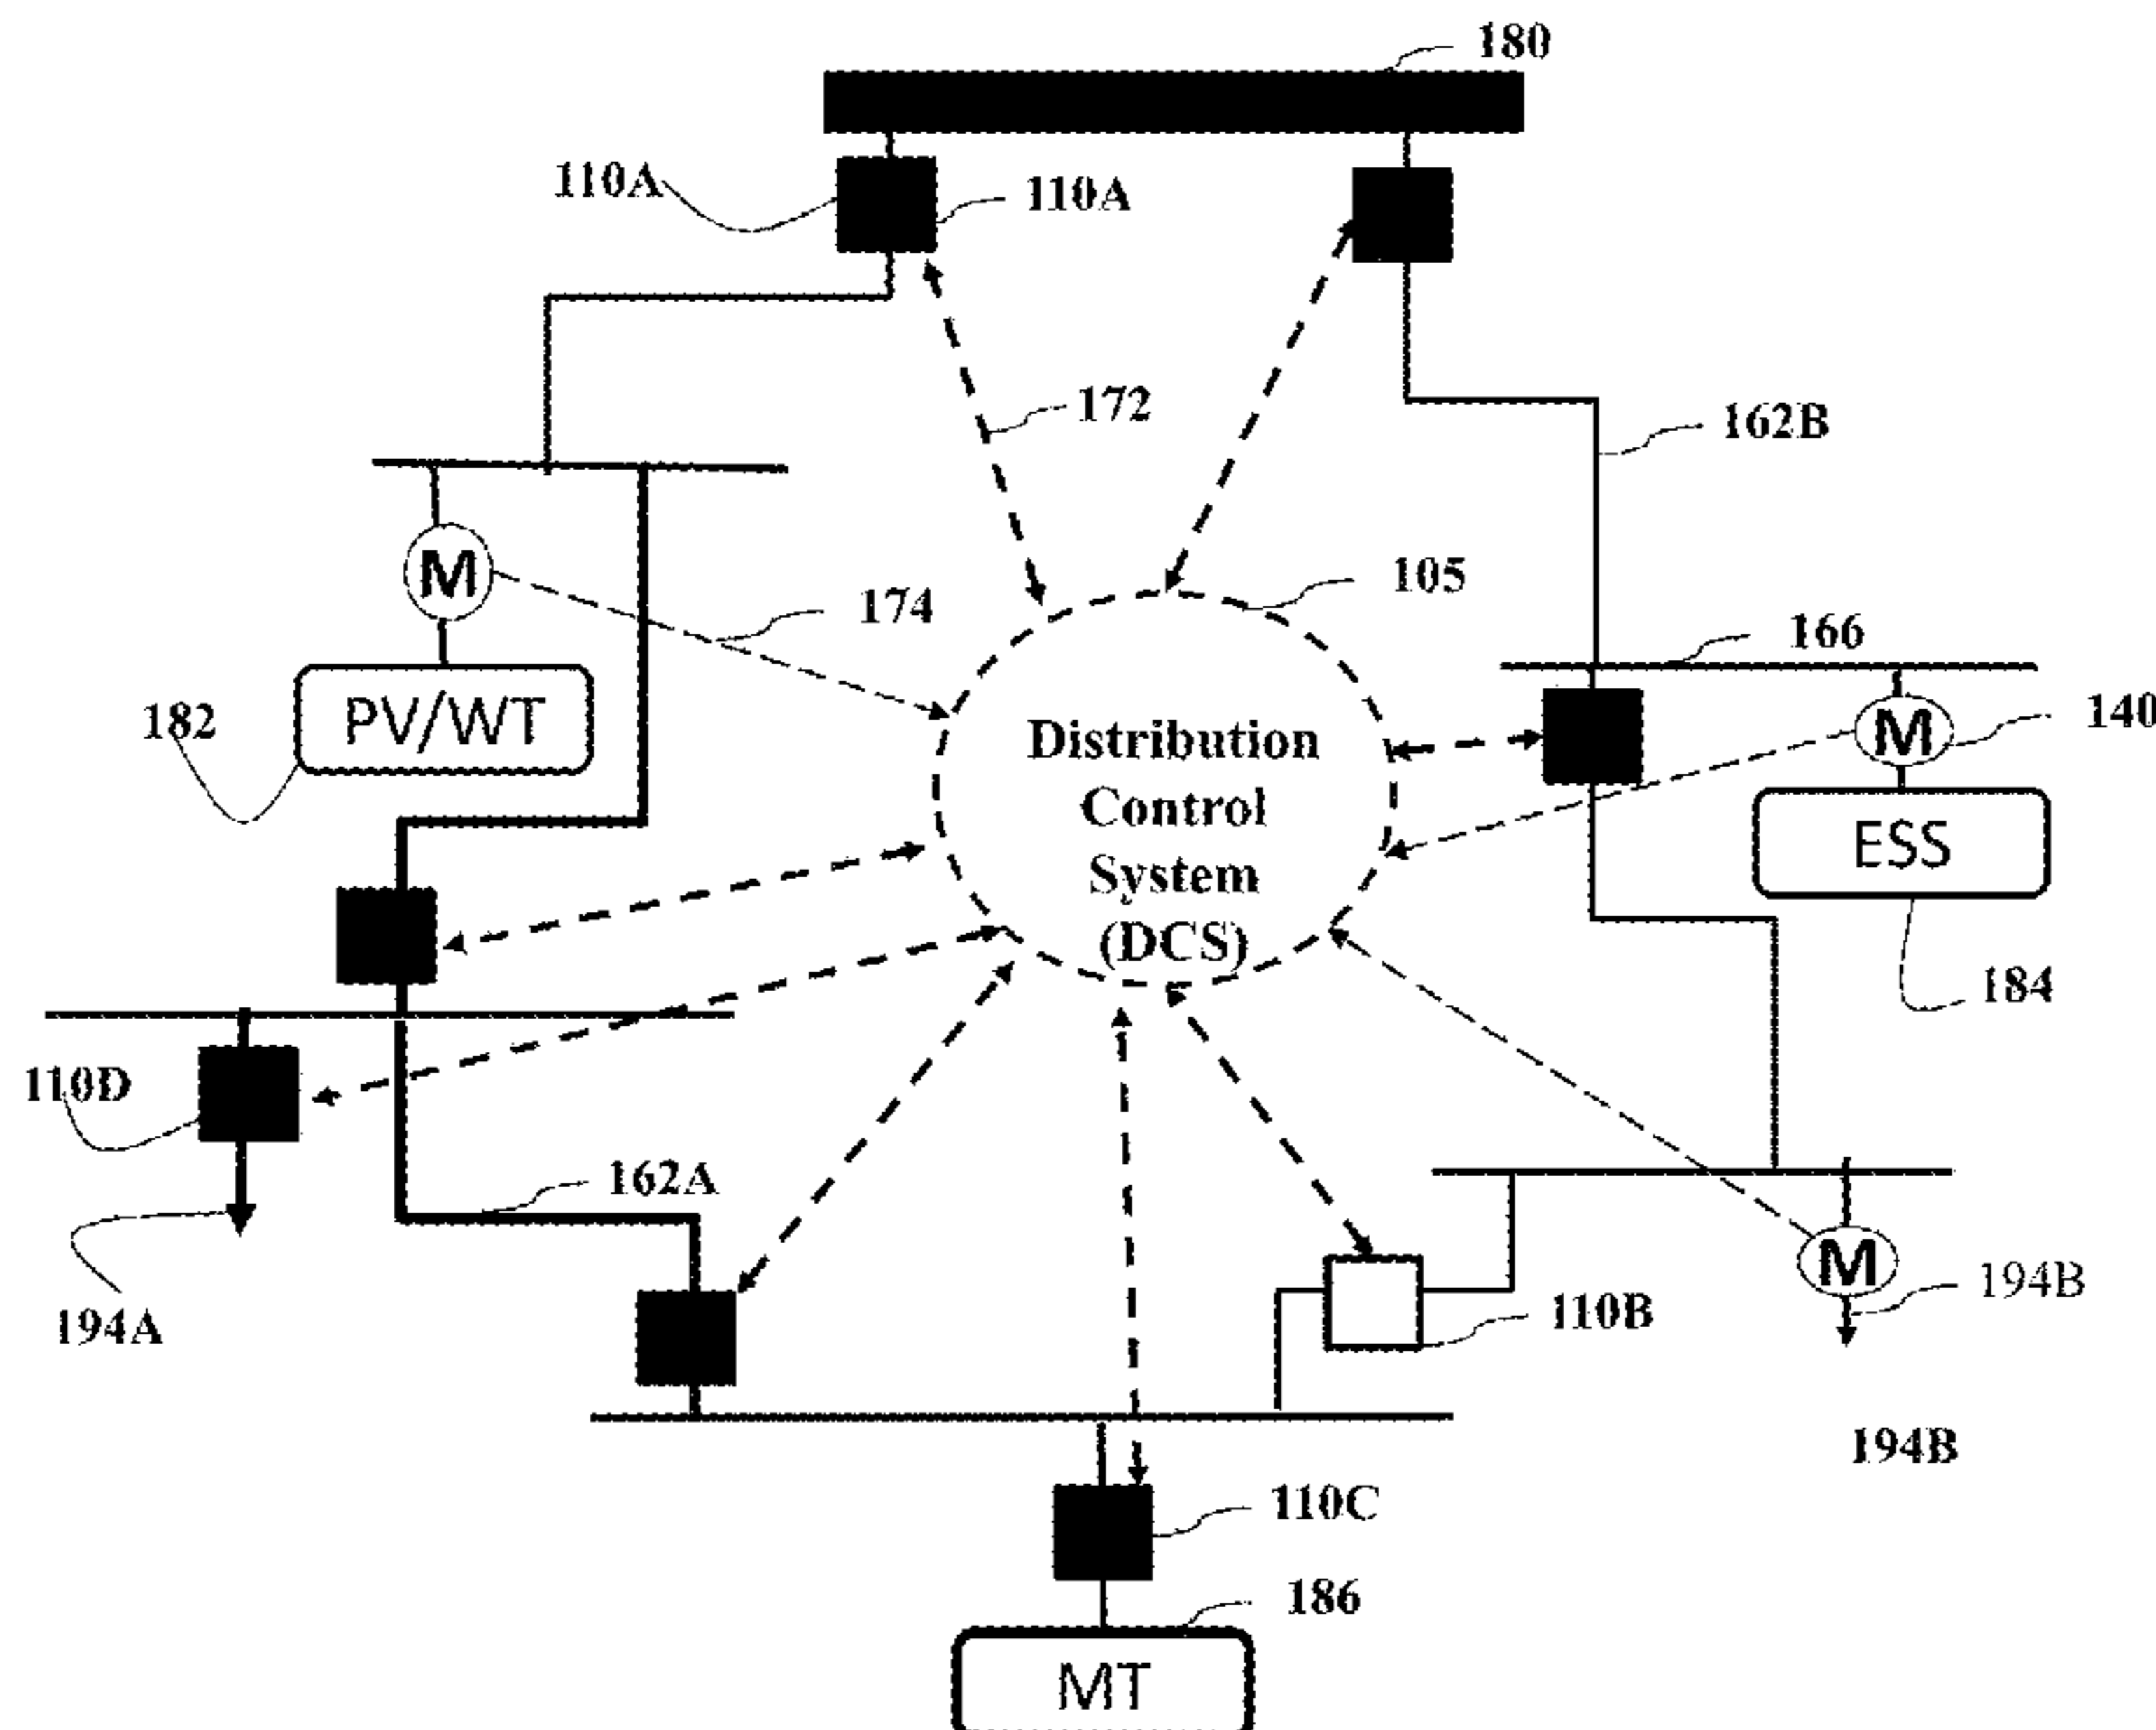 180
110A
110A
172
162B
105
174
166
M
M
140
182
PV/WT
Distribution
Control
System
(DCS)
ESS
184
110D
162A
M
194B
194A
110B
194B
110C
186
MT